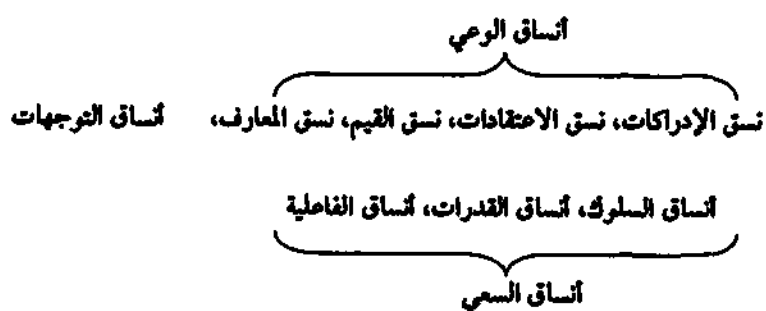 أنساق الوعي
نسق الإدراكات، نسق الاعتقادات، نسق القيم، نسق المعارف، أنساق التوجهات
أنساق السلوك، أنساق القدرات، أنساق الفاعلية
أنساق السعي